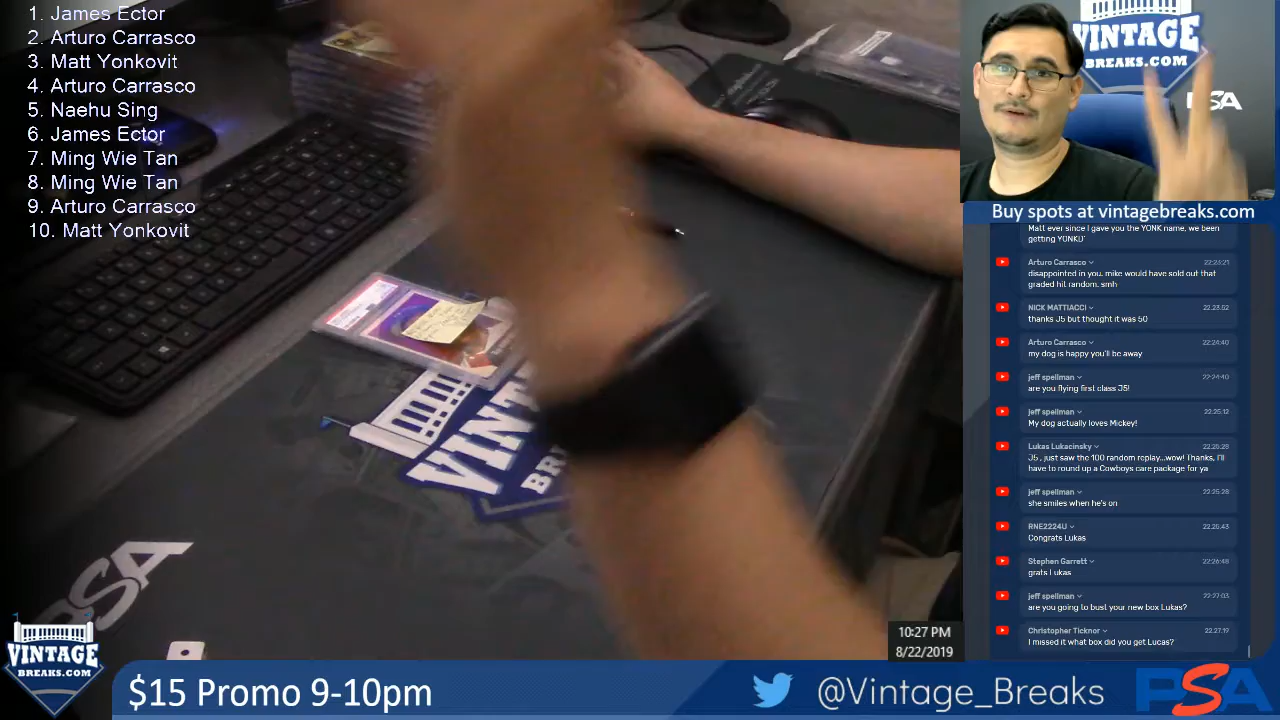 1. James Ector
2. Arturo Carrasco
3. Matt Yonkovit
4. Arturo Carrasco
5. Naehu Sing
6. James Ector
7. Ming Wie Tan
8. Ming Wie Tan
9. Arturo Carrasco
10. Matt Yonkovit
VINTAGE
BREAKS.COM
PSA
Buy spots at vintagebreaks.com
Matt ever since I gave you the YONK name, we been
getting YONKD'
Arturo Carrasco 22:23:21
disappointed in you. mike would have sold out that
graded hit random. smh
NICK MATTIACCI 22:23:52
thanks J5 but thought it was 50
Arturo Carrasco 22:24:40
my dog is happy you'll be away
jeff spellman 22:24:40
are you flying first class J5!
jeff spellman 22:25:12
My dog actually loves Mickey!
Lukas Lukacinsky 22:25:28
J5 , just saw the 100 random replay...wow! Thanks, I'll
have to round up a Cowboys care package for ya
jeff spellman 22:25:28
she smiles when he's on
RNE2224U 22:25:43
Congrats Lukas
Stephen Garrett 22:26:48
grats Lukas
jeff spellman 22:27:03
are you going to bust your new box Lukas?
Christopher Ticknor 22:27:19
I missed it what box did you get Lucas?
VINT
BR
PSA
10:27 PM
8/22/2019
VINTAGE
BREAKS.COM
$15 Promo 9-10pm
@Vintage_Breaks
PSA